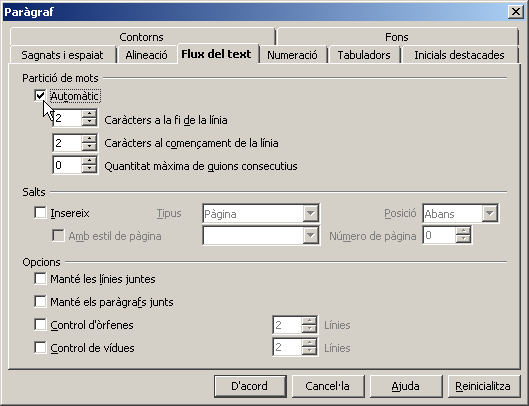 Paràgraf
Contorns Fons
Sagnats i espaiat Alineació Flux del text Numeració Tabuladors Inicials destacades
Partició de mots
Automàtic
2 Caràcters a la fi de la línia
2 Caràcters al començament de la línia
0 Quantitat màxima de guions consecutius
Salts
Insereix Tipus Pàgina Posició Abans
Amb estil de pàgina Número de pàgina 0
Opcions
Manté les línies juntes
Manté els paràgrafs junts
Control d'òrfenes 2 Línies
Control de vídues 2 Línies
D'acord Cancel·la Ajuda Reinicialitza